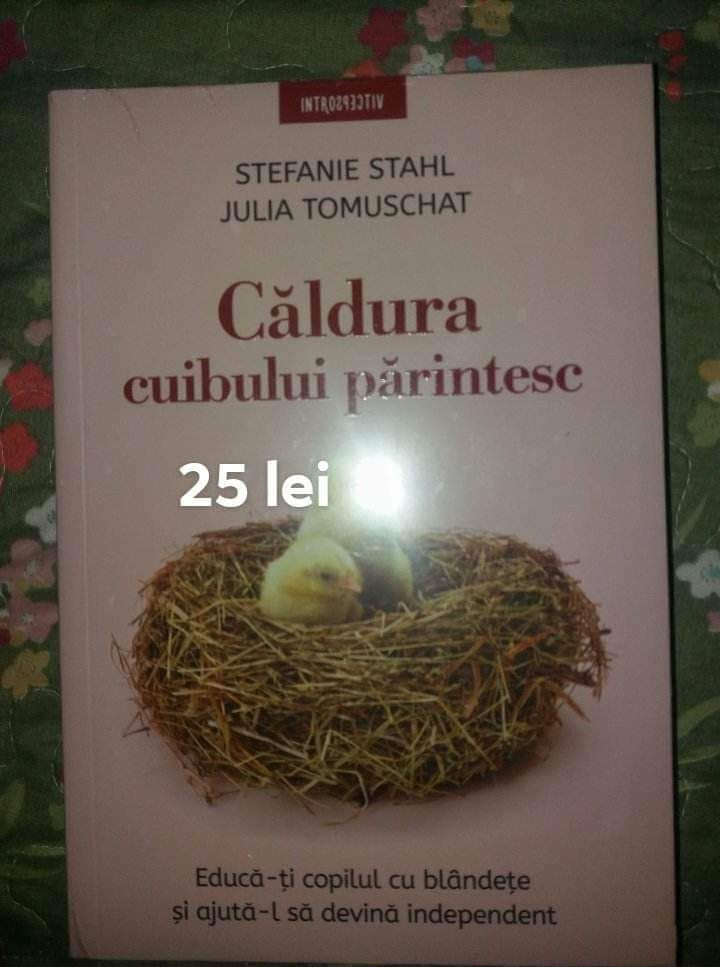 INTROSPECTIV
STEFANIE STAHL
JULIA TOMUSCHAT
Căldura
cuibului părintesc
25 lei
Educă-ți copilul cu blândețe
și ajută-l să devină independent